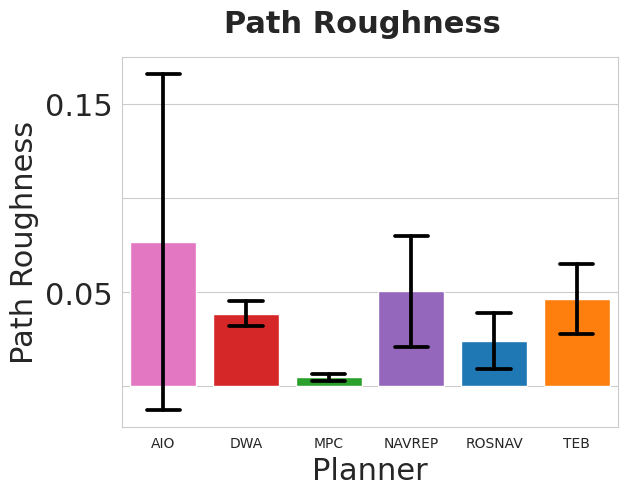 Path Roughness
Path Roughness
0.15
0.05
AIO DWA MPC NAVREP ROSNAV TEB
Planner